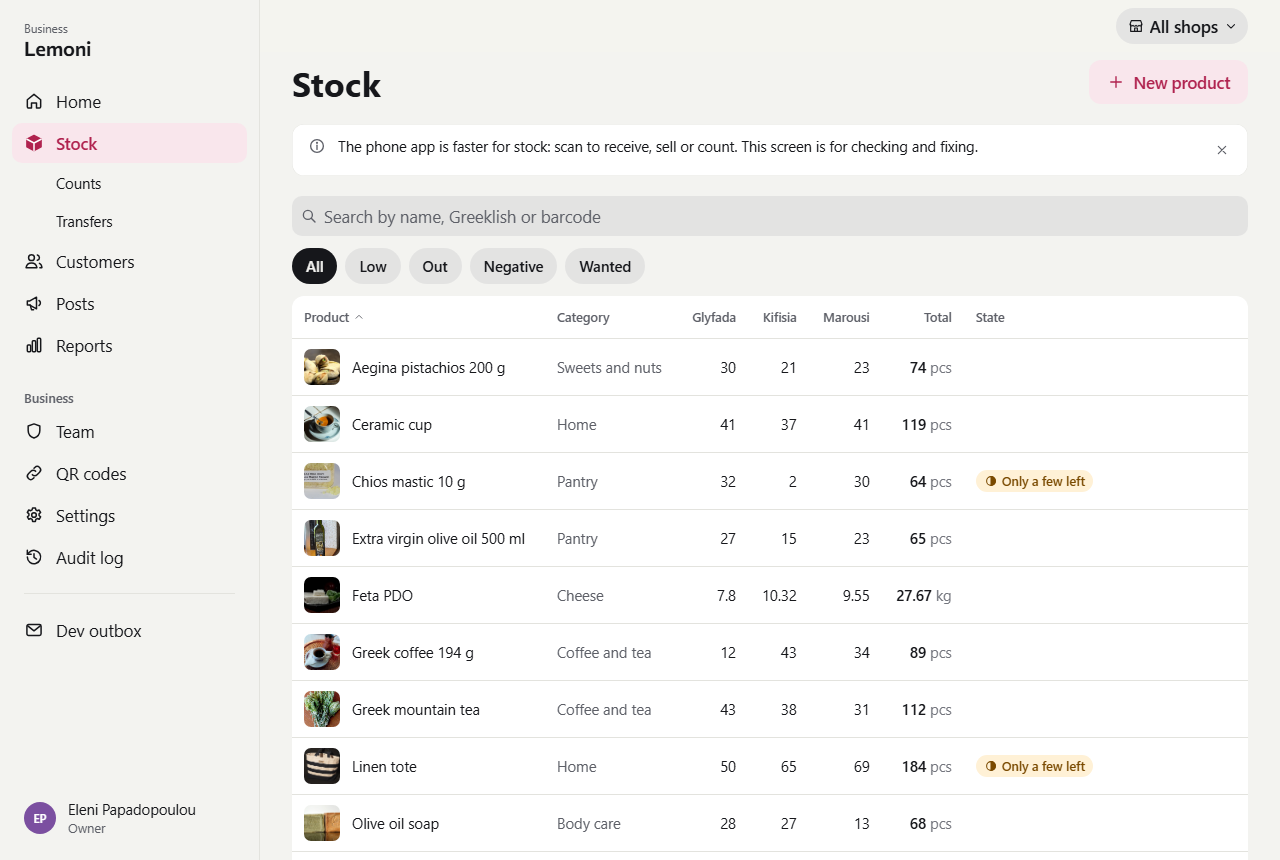 Business
Lemoni
All shops
Home
Stock
Counts
Transfers
Customers
Posts
Reports
Business
Team
QR codes
Settings
Audit log
Dev outbox
EP
Eleni Papadopoulou
Owner
Stock
New product
The phone app is faster for stock: scan to receive, sell or count. This screen is for checking and fixing.
Search by name, Greeklish or barcode
All Low Out Negative Wanted
Product Category Glyfada Kifisia Marousi Total State
Aegina pistachios 200 g Sweets and nuts 30 21 23 74 pcs
Ceramic cup Home 41 37 41 119 pcs
Chios mastic 10 g Pantry 32 2 30 64 pcs Only a few left
Extra virgin olive oil 500 ml Pantry 27 15 23 65 pcs
Feta PDO Cheese 7.8 10.32 9.55 27.67 kg
Greek coffee 194 g Coffee and tea 12 43 34 89 pcs
Greek mountain tea Coffee and tea 43 38 31 112 pcs
Linen tote Home 50 65 69 184 pcs Only a few left
Olive oil soap Body care 28 27 13 68 pcs